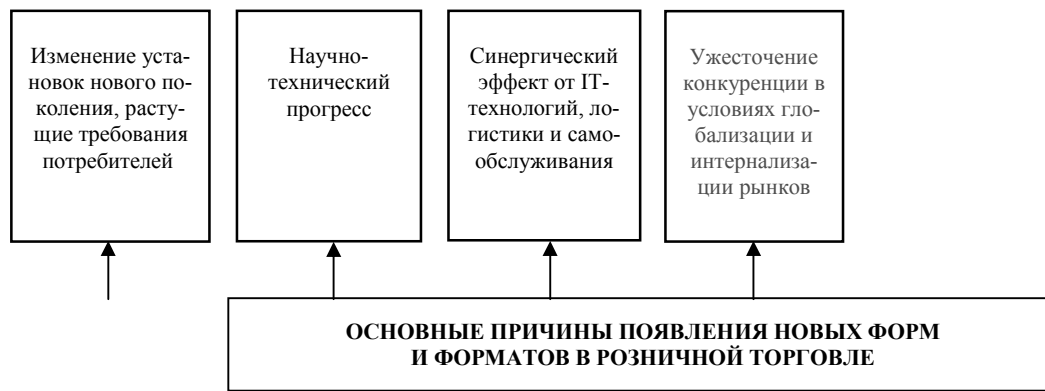 Изменение уста-
новок нового по-
коления, расту-
щие требования
потребителей
Научно-
технический
прогресс
Синергический
эффект от IT-
технологий, ло-
гистики и само-
обслуживания
Ужесточение
конкуренции в
условиях гло-
бализации и
интернализа-
ции рынков
ОСНОВНЫЕ ПРИЧИНЫ ПОЯВЛЕНИЯ НОВЫХ ФОРМ
И ФОРМАТОВ В РОЗНИЧНОЙ ТОРГОВЛЕ